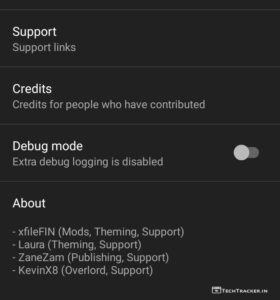 Support
Support links
Credits
Credits for people who have contributed
Debug mode
Extra debug logging is disabled
About
- xfileFIN (Mods, Theming, Support)
- Laura (Theming, Support)
- ZaneZam (Publishing, Support)
- KevinX8 (Overlord, Support)
TECHTRACKER.IN